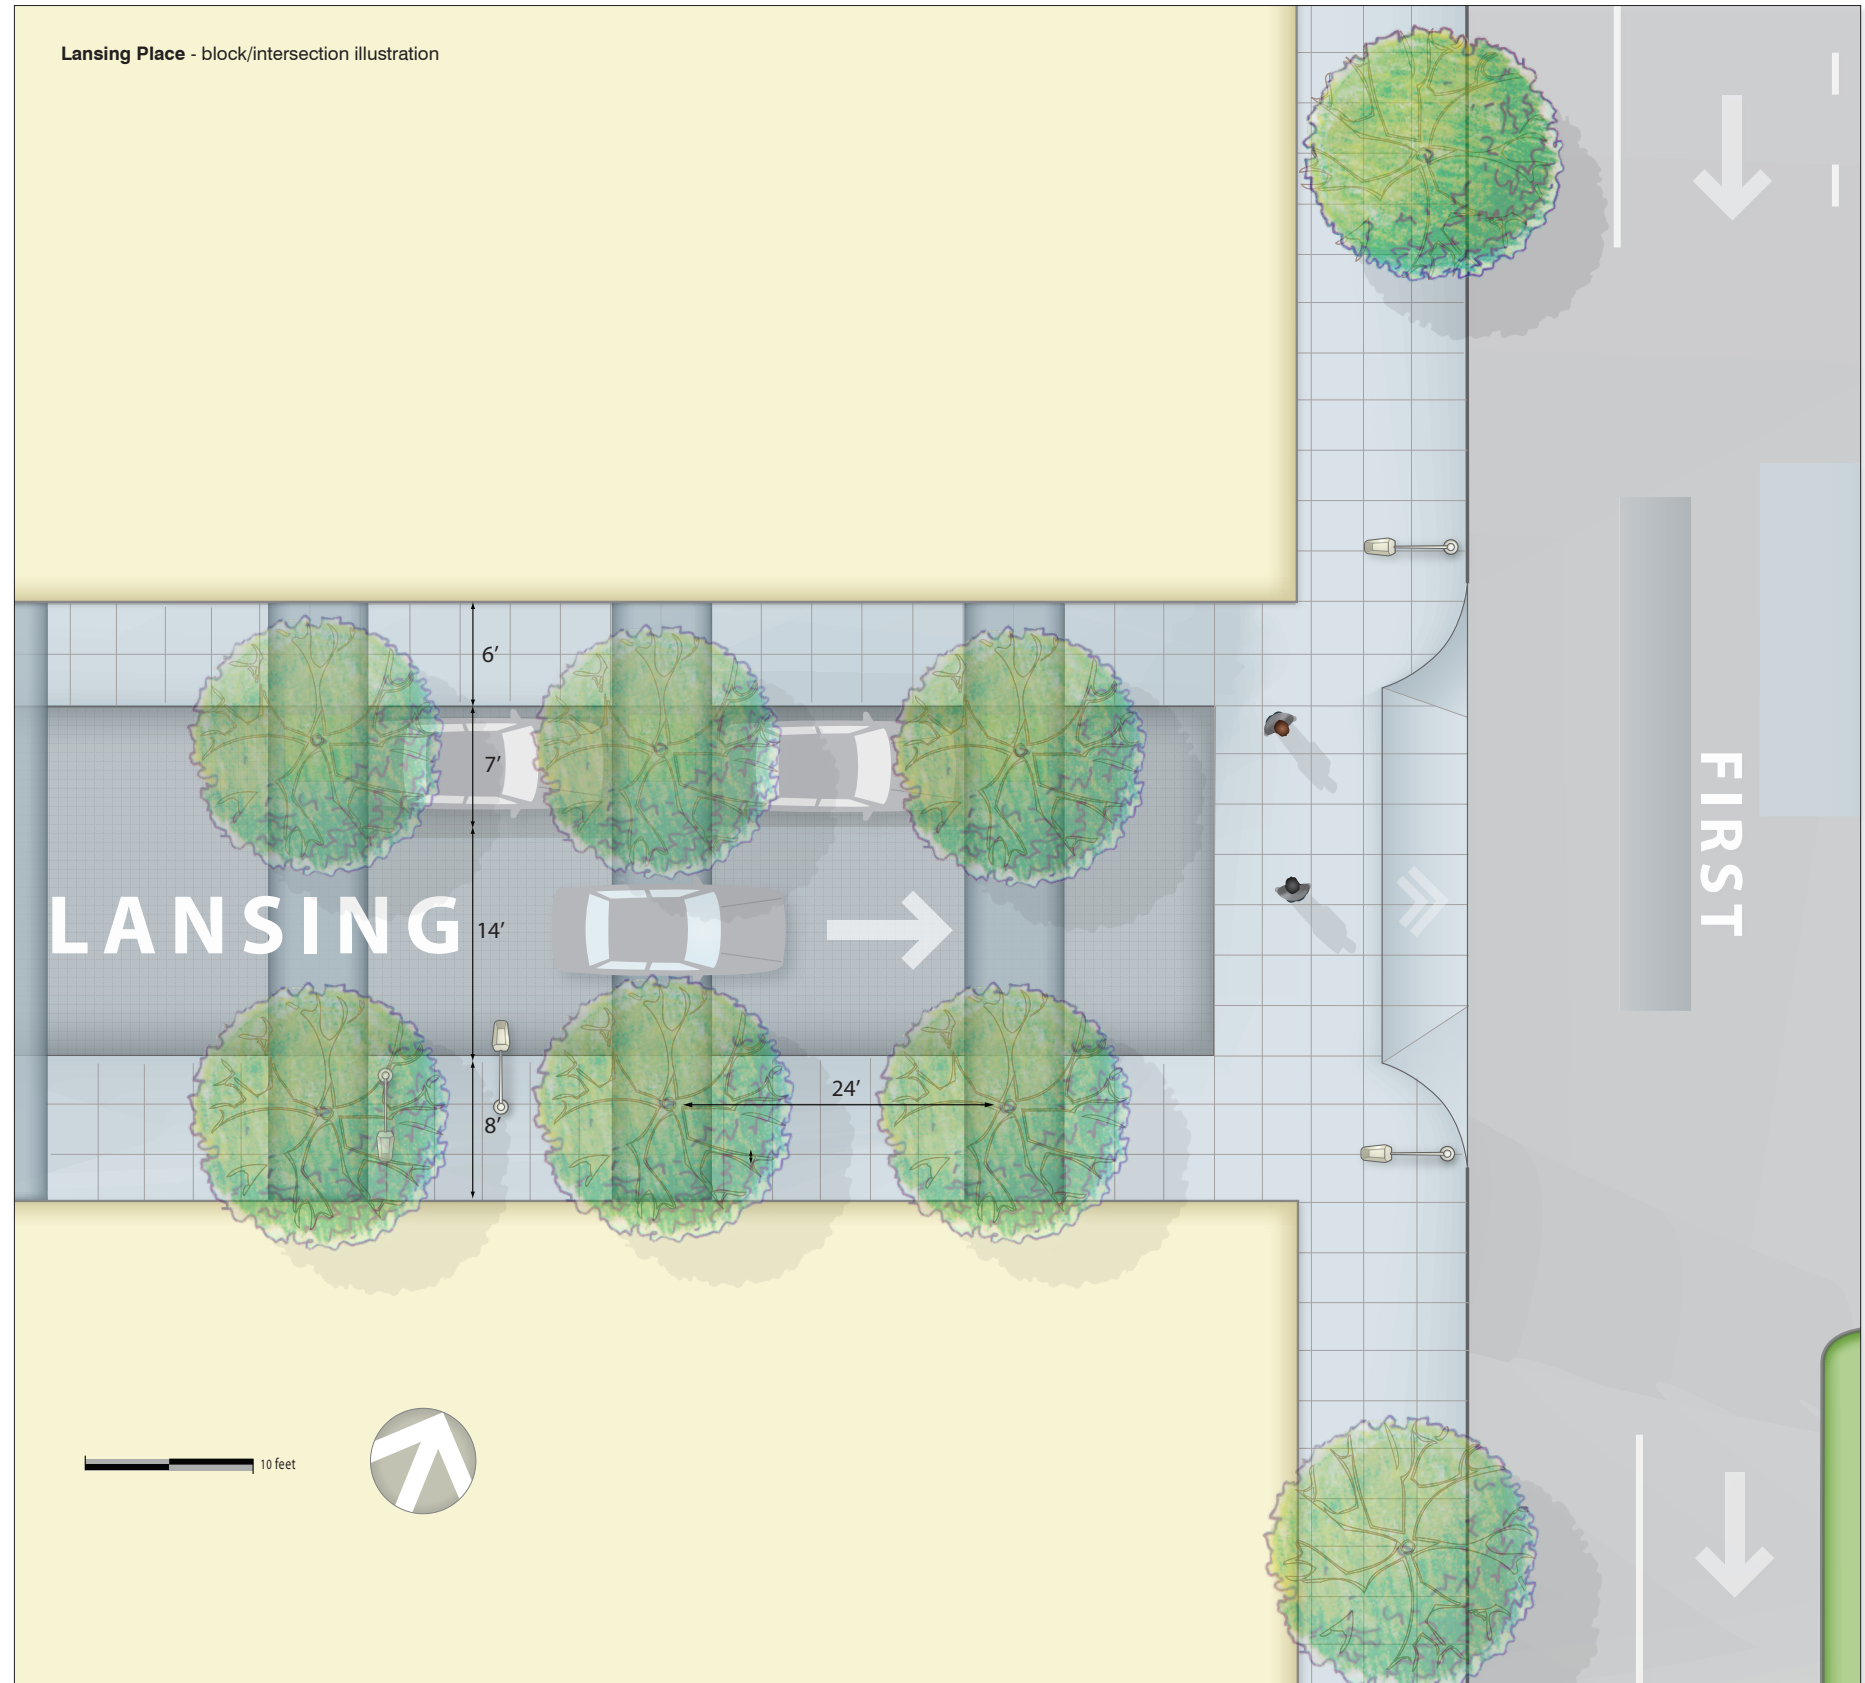 Lansing Place - block/intersection illustration
6’
7’
LANSING
14’
FIRST
24’
8’
10 feet